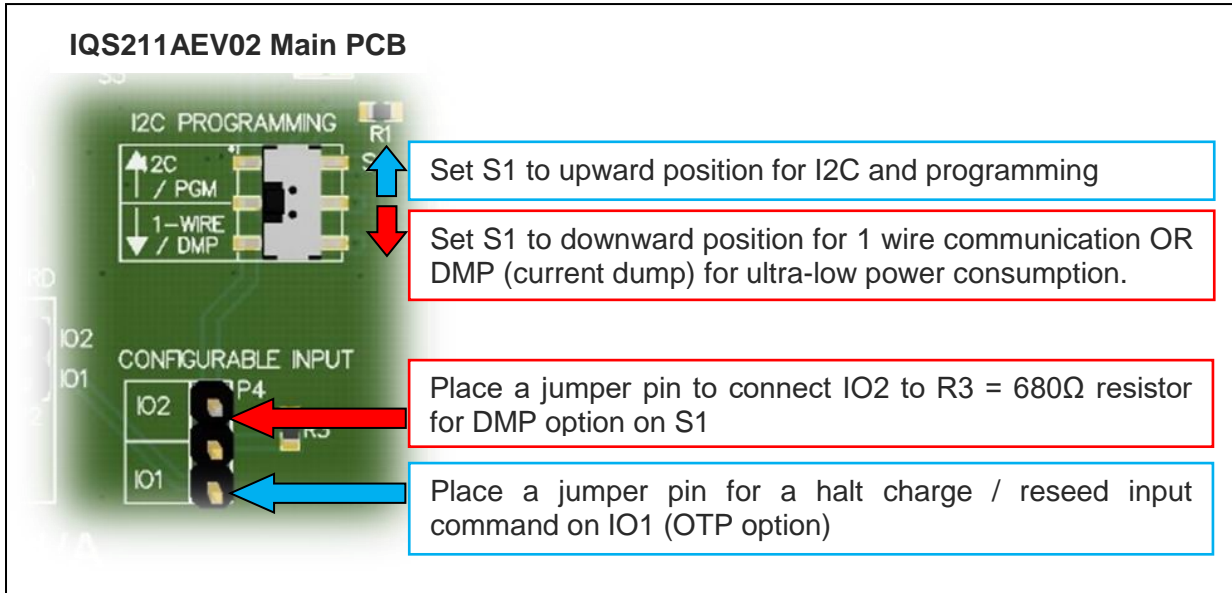 IQS211AEV02 Main PCB
I2C PROGRAMMING
R1
I2C
/ PGM
1-WIRE
/ DMP
Set S1 to upward position for I2C and programming
Set S1 to downward position for 1 wire communication OR
DMP (current dump) for ultra-low power consumption.
IO2
IO1
CONFIGURABLE INPUT
P4
IO2
R3
IO1
Place a jumper pin to connect IO2 to R3 = 680Ω resistor
for DMP option on S1
Place a jumper pin for a halt charge / reseed input
command on IO1 (OTP option)